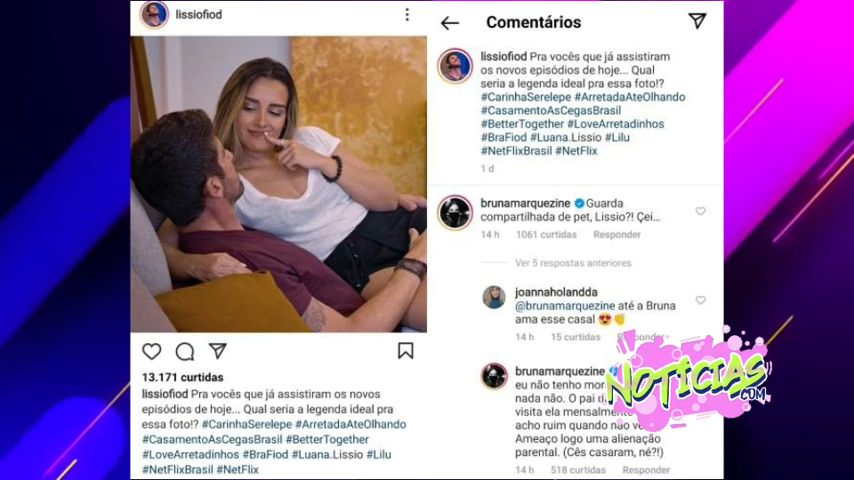 lissiofiod
13.171 curtidas
lissiofiod Pra vocês que já assistiram os novos
episódios de hoje... Qual seria a legenda ideal pra
essa foto!? #CarinhaSerelepe #ArretadaAteOlhando
#CasamentoAsCegasBrasil #BetterTogether
#LoveArretadinhos #BraFiod #Luana.Lissio #Lilu
#NetFlixBrasil #NetFlix
Comentários
lissiofiod Pra vocês que já assistiram
os novos episódios de hoje... Qual
seria a legenda ideal pra essa foto!?
#CarinhaSerelepe #ArretadaAteOlhando
#CasamentoAsCegasBrasil
#BetterTogether #LoveArretadinhos
#BraFiod #Luana.Lissio #Lilu
#NetFlixBrasil #NetFlix
1 d
brunamarquezine Guarda
compartilhada de pet, Lissio?! Çei...
14 h 1061 curtidas Responder
Ver 5 respostas anteriores
joannaholandda
@brunamarquezine até a Bruna
ama esse casal 😍👏
14 h 15 curtidas
brunamarquezine
eu não tenho
nada não. O pai
visita ela mensalmente
acho ruim quando não
Ameaço logo uma alienação
parental. (Cês casaram, né?!)
14 h 518 curtidas Responder
NOTÍCIAS
.COM